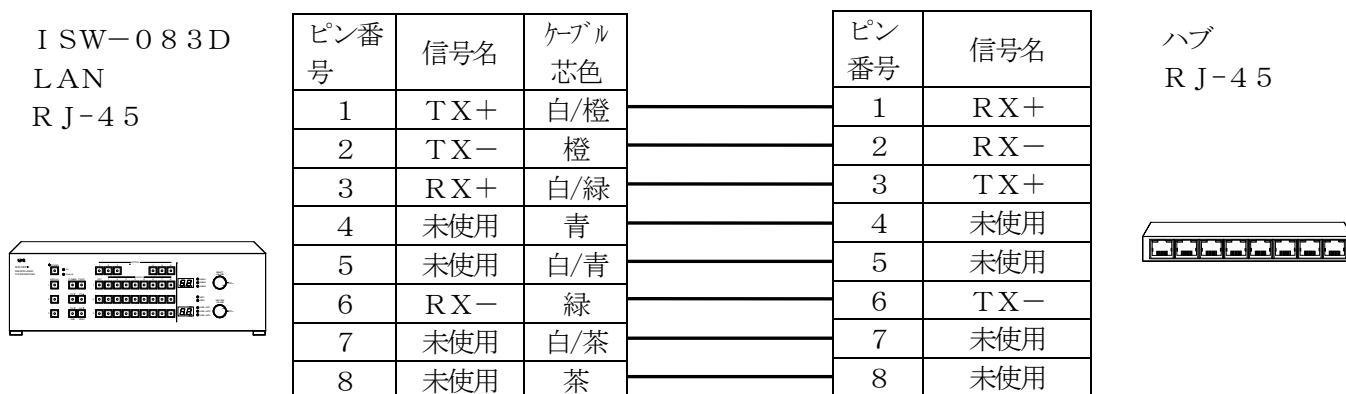 ISW-083D
LAN
RJ-45
ピン番号 信号名 ケーブル芯色
1 TX+ 白/橙
2 TX- 橙
3 RX+ 白/緑
4 未使用 青
5 未使用 白/青
6 RX- 緑
7 未使用 白/茶
8 未使用 茶
ピン番号 信号名
1 RX+
2 RX-
3 TX+
4 未使用
5 未使用
6 TX-
7 未使用
8 未使用
ハブ
RJ-45